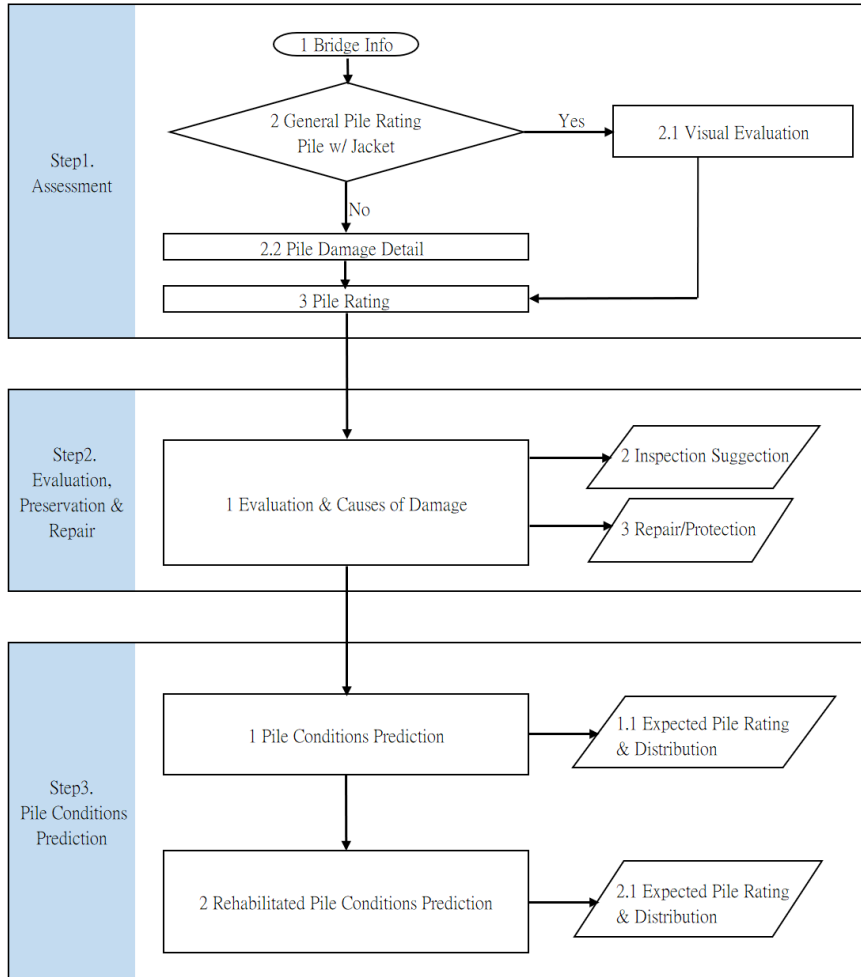 1 Bridge Info
2 General Pile Rating
Pile w/ Jacket
Yes
2.1 Visual Evaluation
Step1.
Assessment
No
2.2 Pile Damage Detail
3 Pile Rating
Step2.
Evaluation,
Preservation &
Repair
1 Evaluation & Causes of Damage
2 Inspection Suggection
3 Repair/Protection
Step3.
Pile Conditions
Prediction
1 Pile Conditions Prediction
1.1 Expected Pile Rating
& Distribution
2 Rehabilitated Pile Conditions Prediction
2.1 Expected Pile Rating
& Distribution